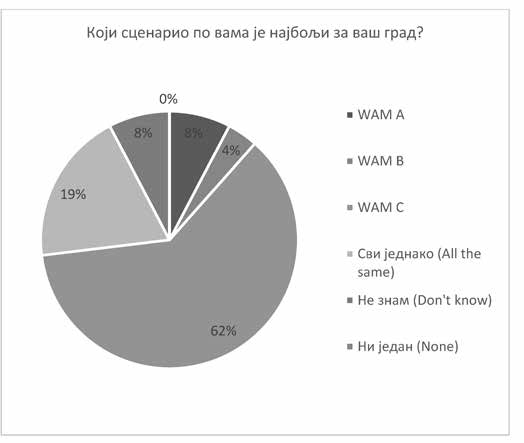 Који сценарио по вама је најбољи за ваш град?
0%
8%
8%
4%
19%
62%
WAM A
WAM B
WAM C
Сви једнако (All the
same)
Не знам (Don't know)
Ни један (None)